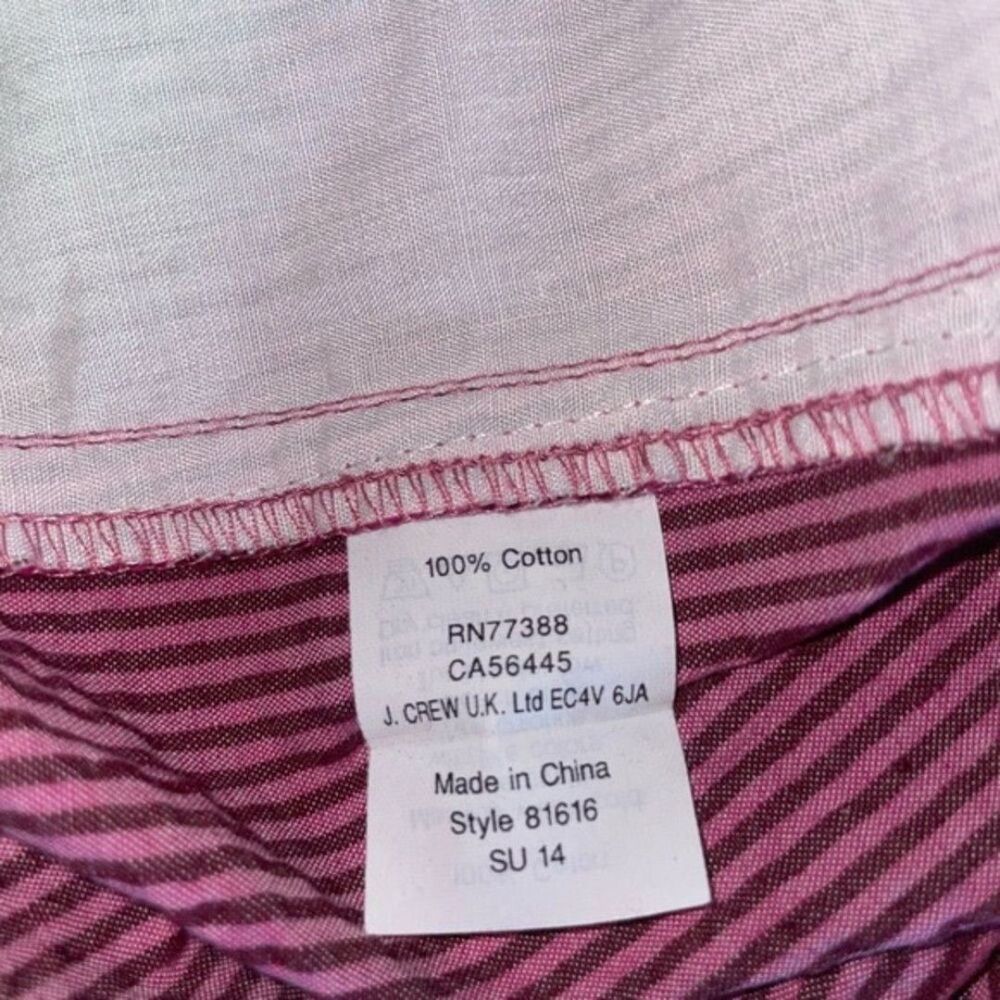 100% Cotton
RN77388
CA56445
J. CREW U.K. Ltd EC4V 6JA
Made in China
Style 81616
SU 14